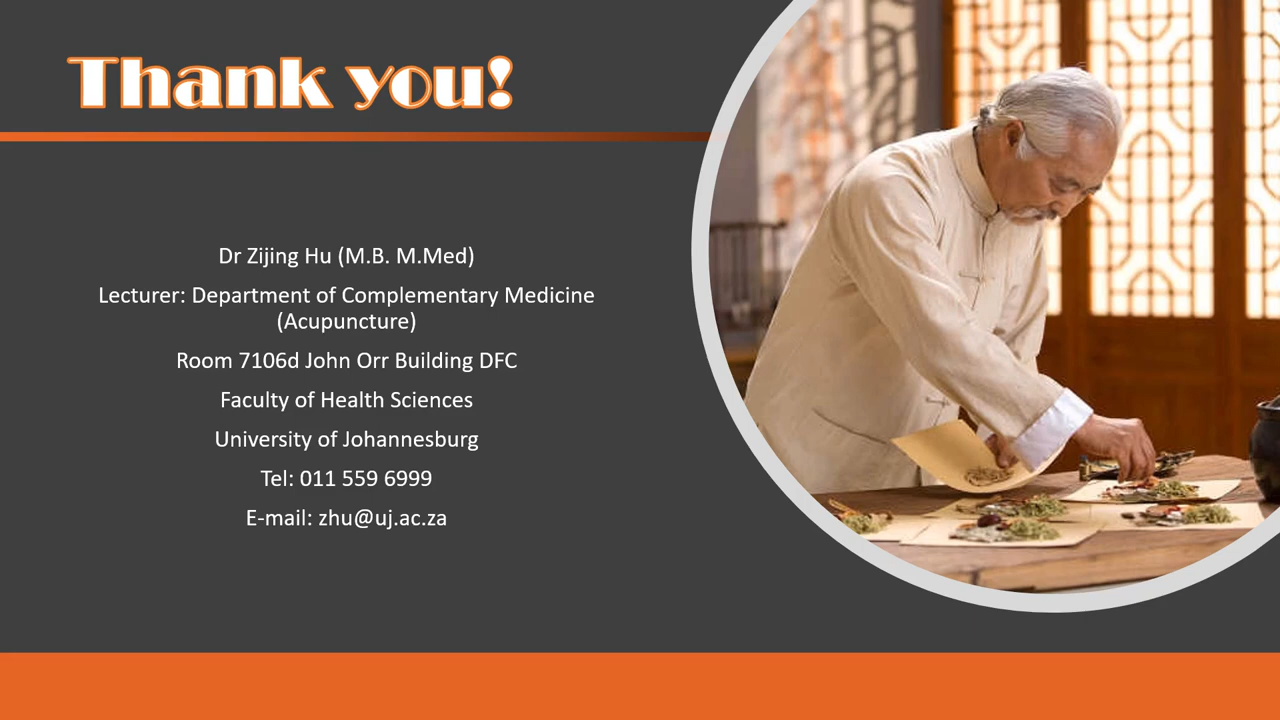 Thank you!
Dr Zijing Hu (M.B. M.Med)
Lecturer: Department of Complementary Medicine
(Acupuncture)
Room 7106d John Orr Building DFC
Faculty of Health Sciences
University of Johannesburg
Tel: 011 559 6999
E-mail: zhu@uj.ac.za